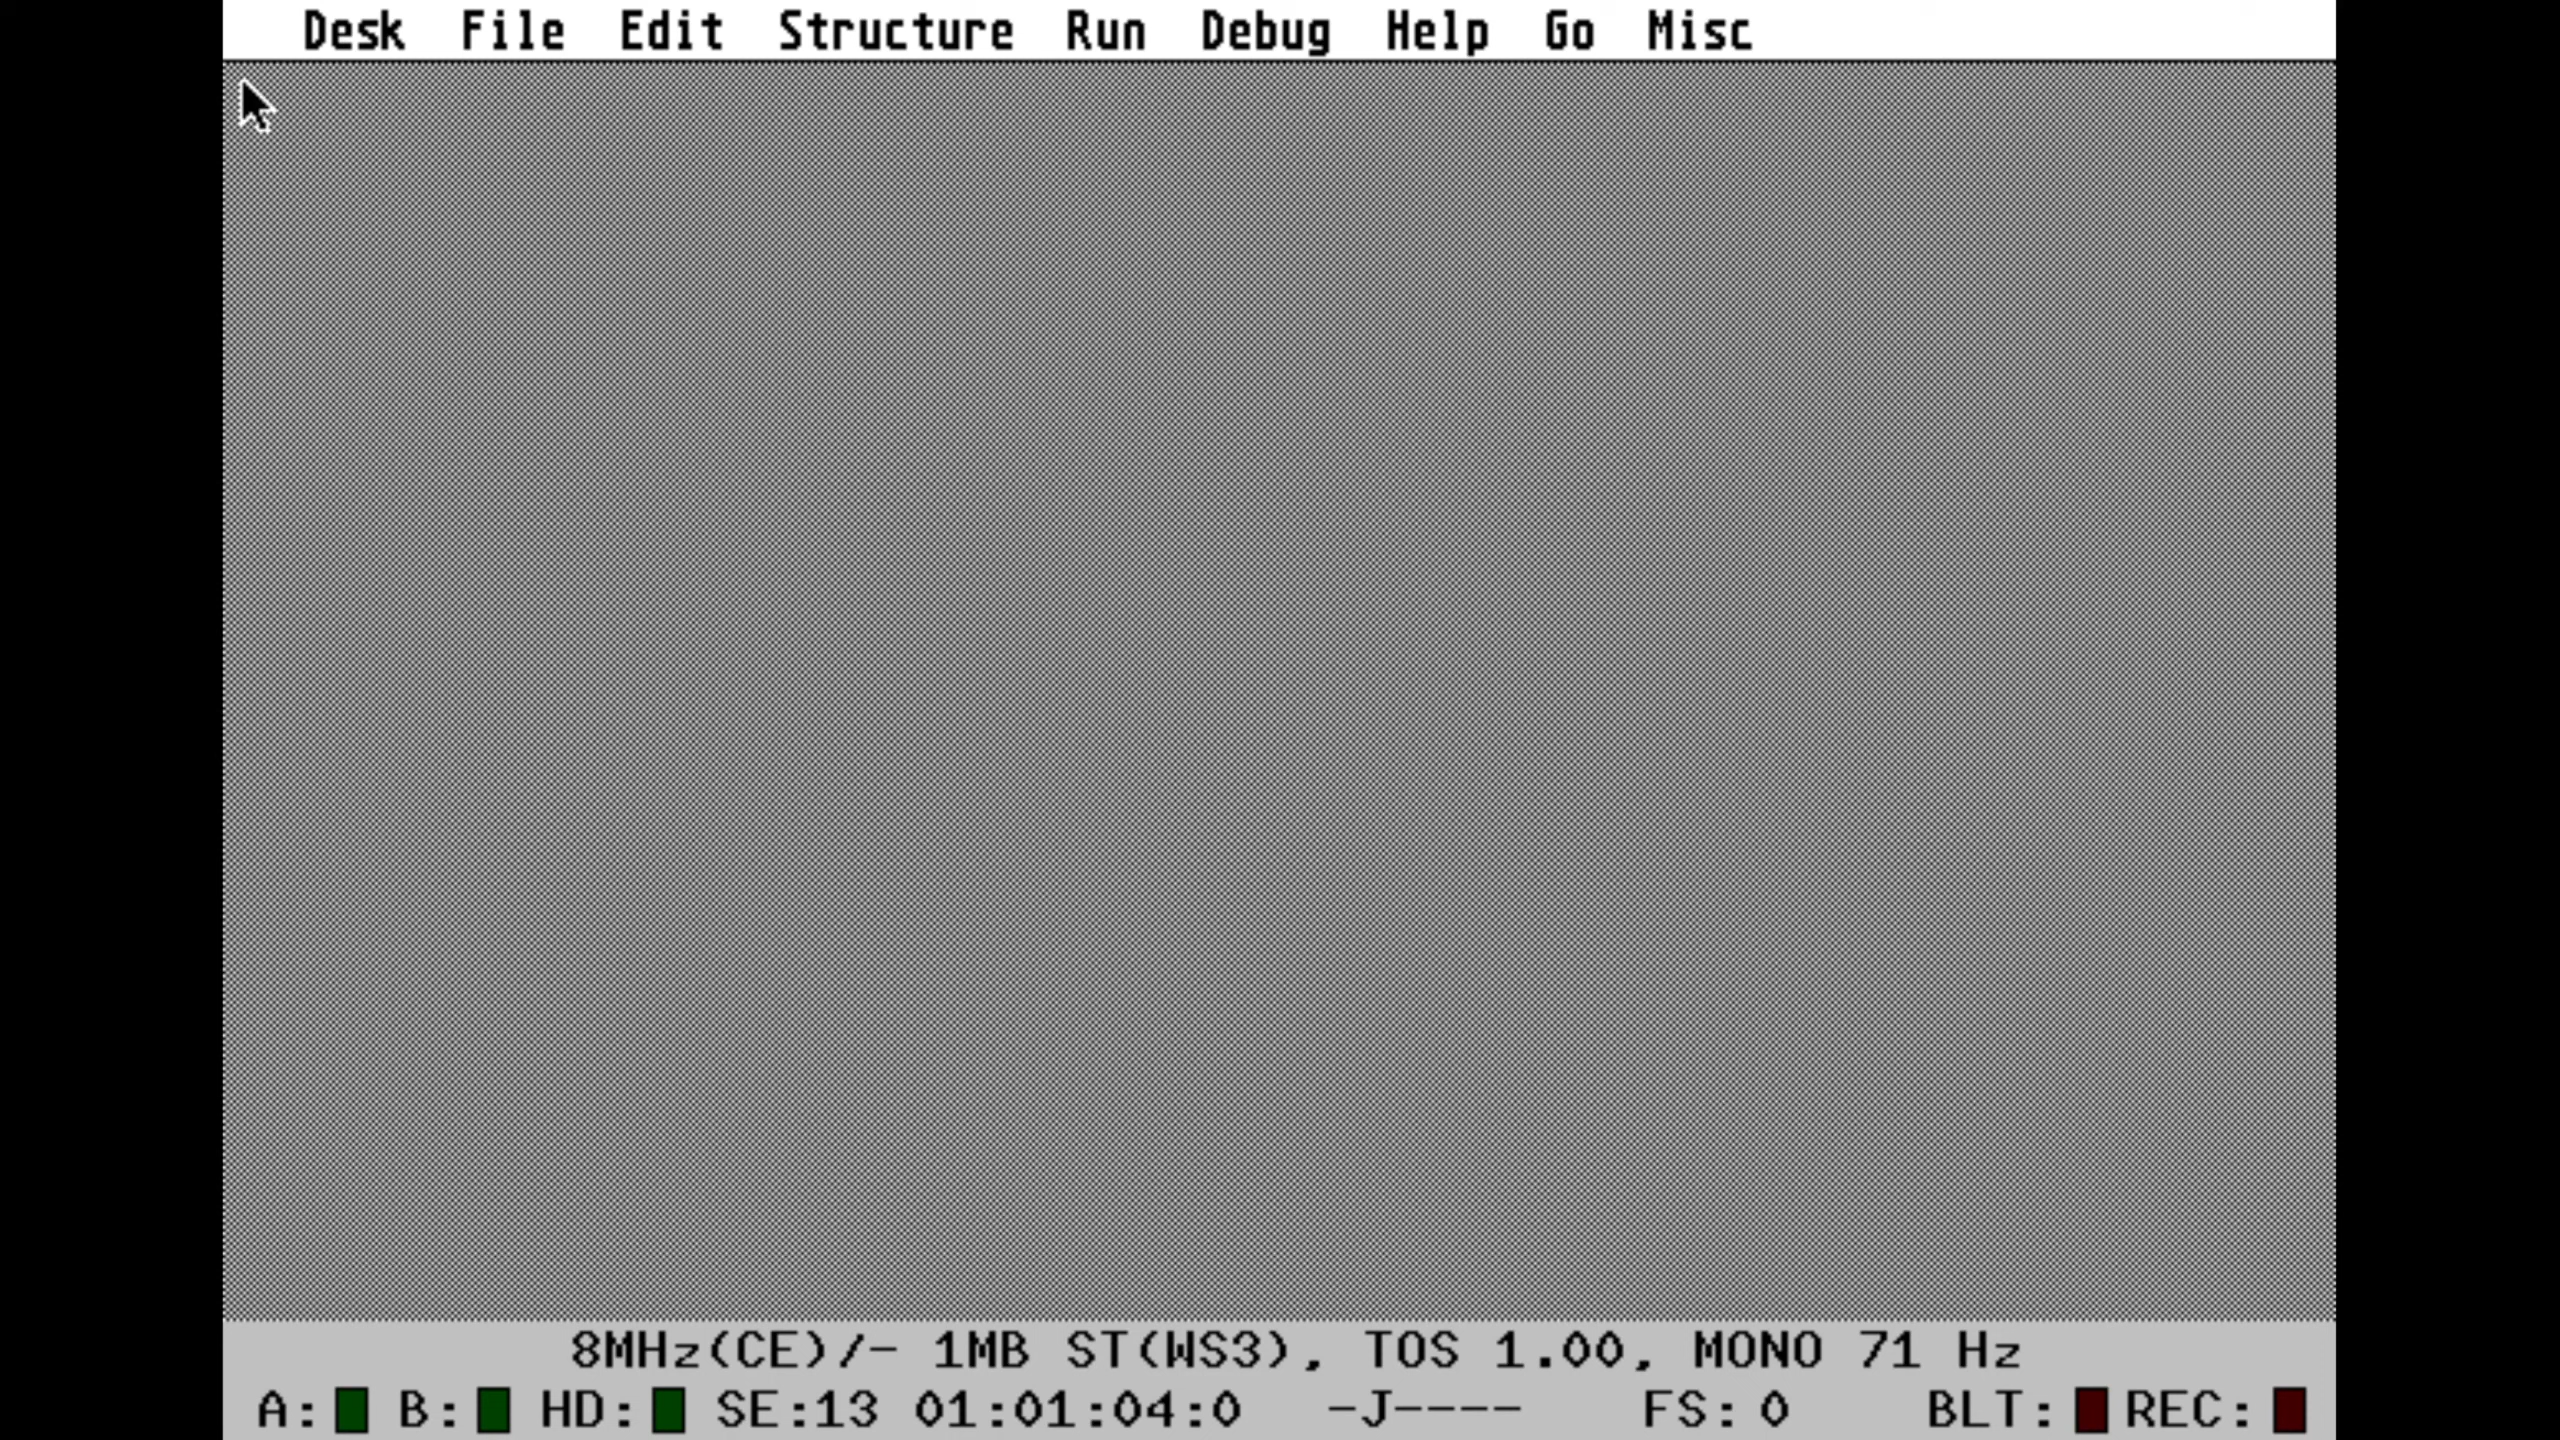 Desk File Edit Structure Run Debug Help Go Misc
8MHz(CE)/- 1MB ST(WS3), TOS 1.00, MONO 71 Hz
A: B: HD: SE:13 01:01:04:0 -J---- FS: 0 BLT: REC: